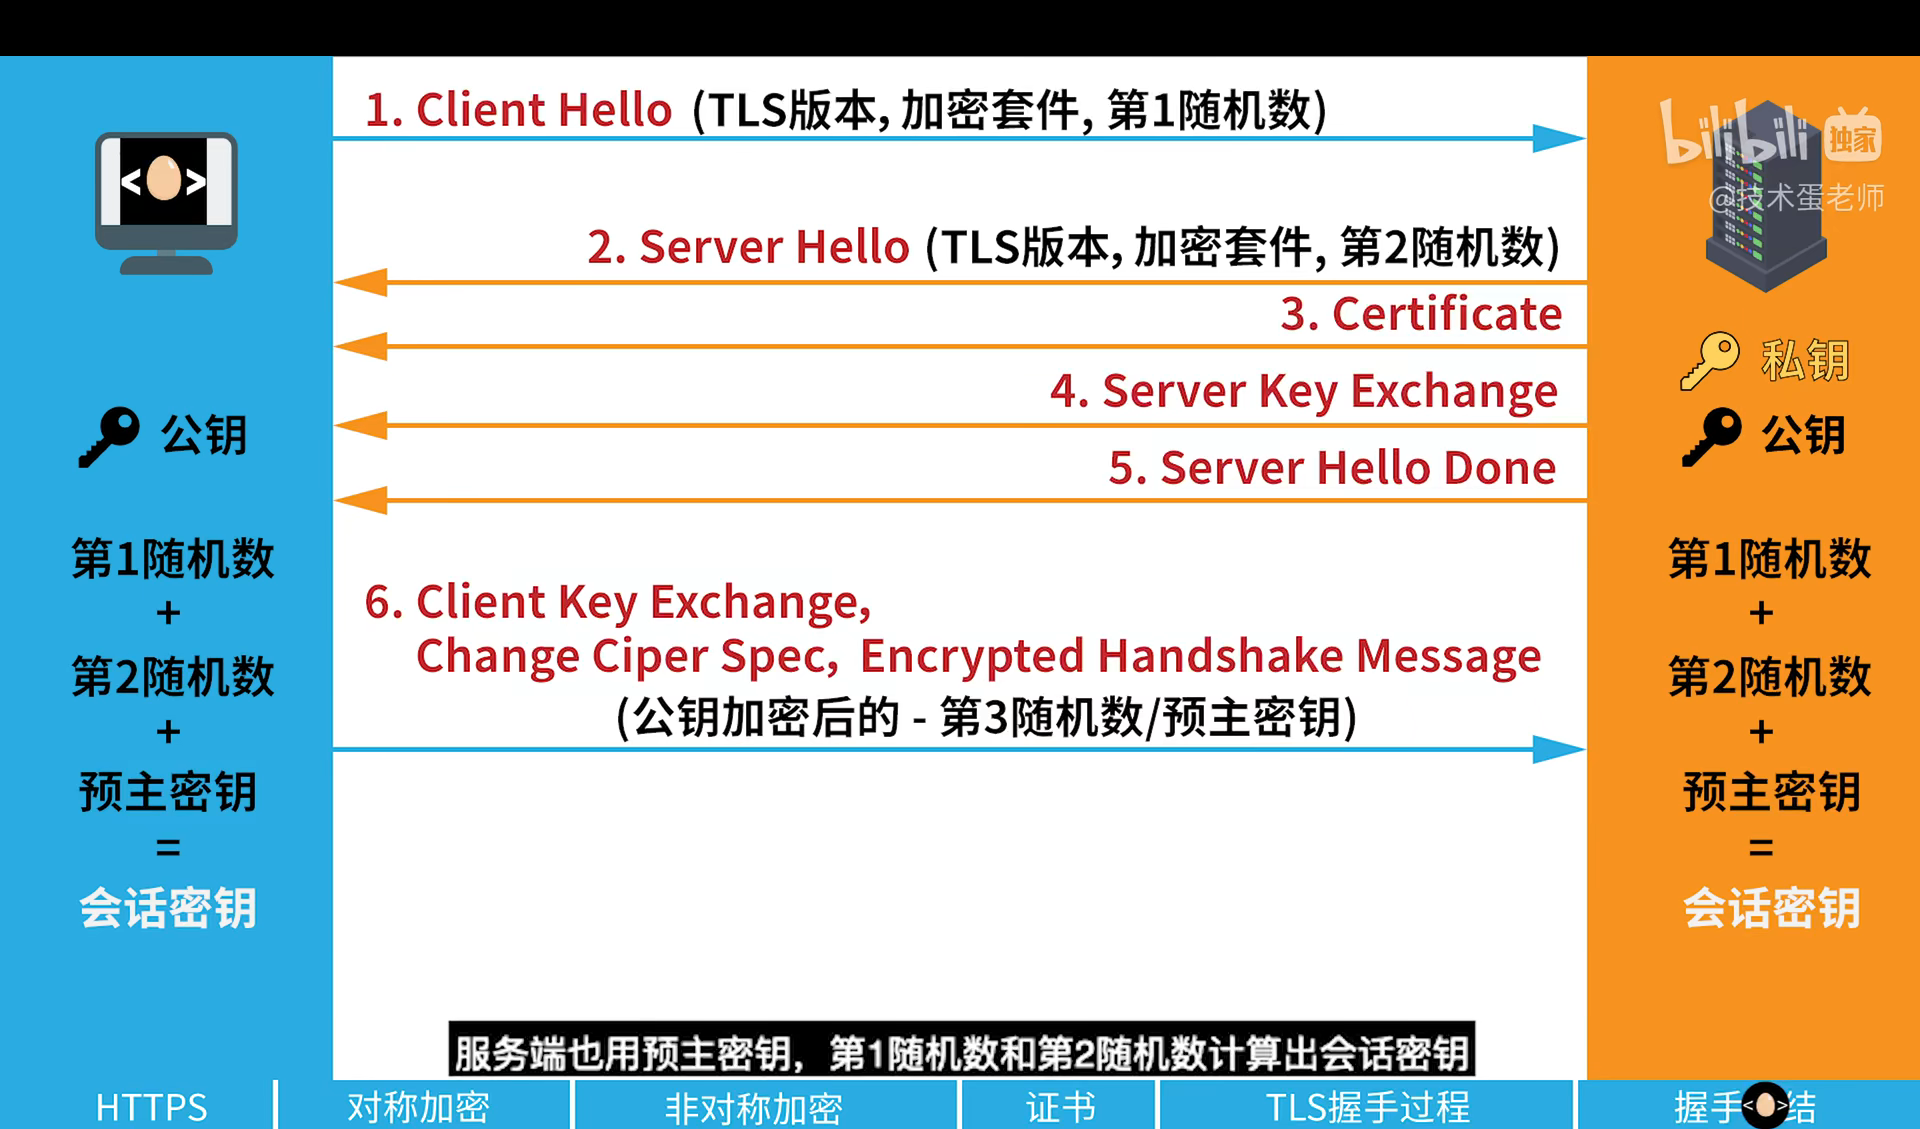 1. Client Hello (TLS版本, 加密套件, 第1随机数)
bilibili 独家
@技术蛋老师
< >
2. Server Hello (TLS版本, 加密套件, 第2随机数)
3. Certificate
私钥
4. Server Key Exchange
公钥
公钥
5. Server Hello Done
第1随机数
+
第2随机数
+
预主密钥
=
会话密钥
6. Client Key Exchange,
Change Ciper Spec, Encrypted Handshake Message
(公钥加密后的 - 第3随机数/预主密钥)
第1随机数
+
第2随机数
+
预主密钥
=
会话密钥
服务端也用预主密钥，第1随机数和第2随机数计算出会话密钥
HTTPS
对称加密
非对称加密
证书
TLS握手过程
握手 < > 结